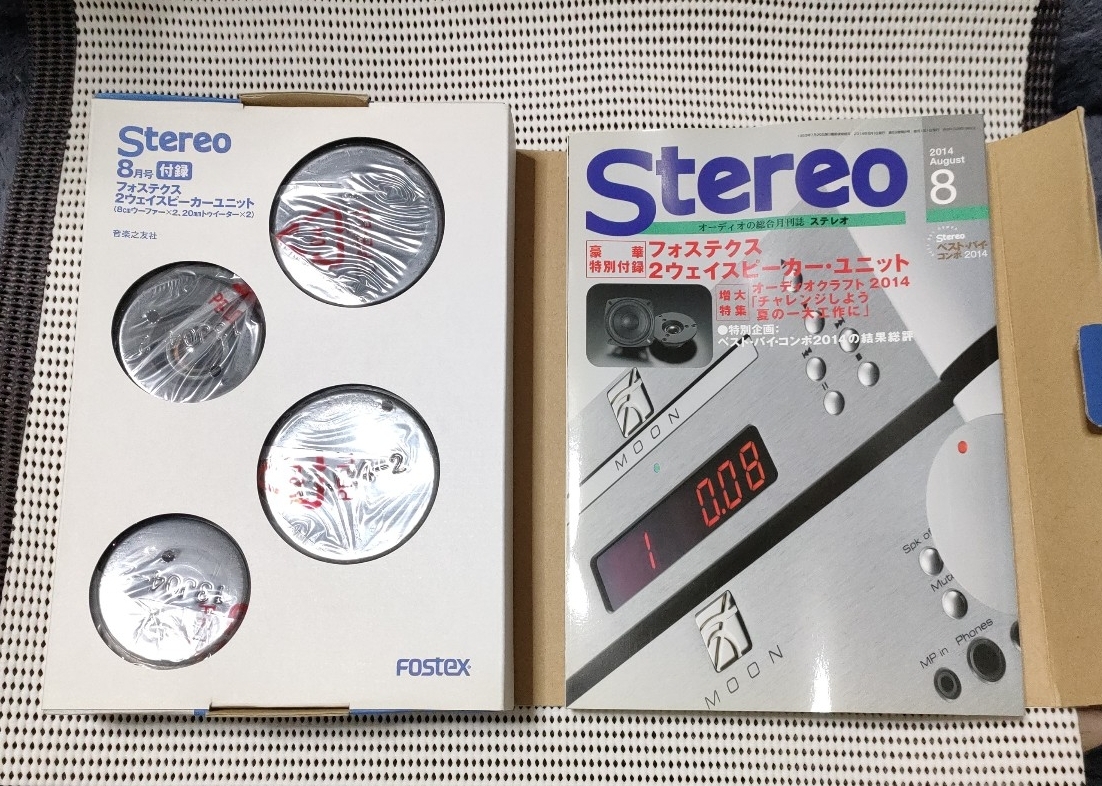 Stereo
8月号 付録
フォステクス
2ウェイスピーカーユニット
(8cmウーファー×2、20mmトゥイーター×2)
音楽之友社
FOSTEX
Stereo
オーディオの総合月刊誌 ステレオ
2014
August
8
Stereo
ベスト・バイ・
コンポ 2014
豪華
特別付録
フォステクス
2ウェイスピーカー・ユニット
増大
特集
オーディオクラフト2014
「チャレンジしよう
夏の一大工作に」
●特別企画:
ベスト・バイ・コンポ2014の結果総評
MOON
1 0.08
MOON
Spk of
Mute
MP in
Phones